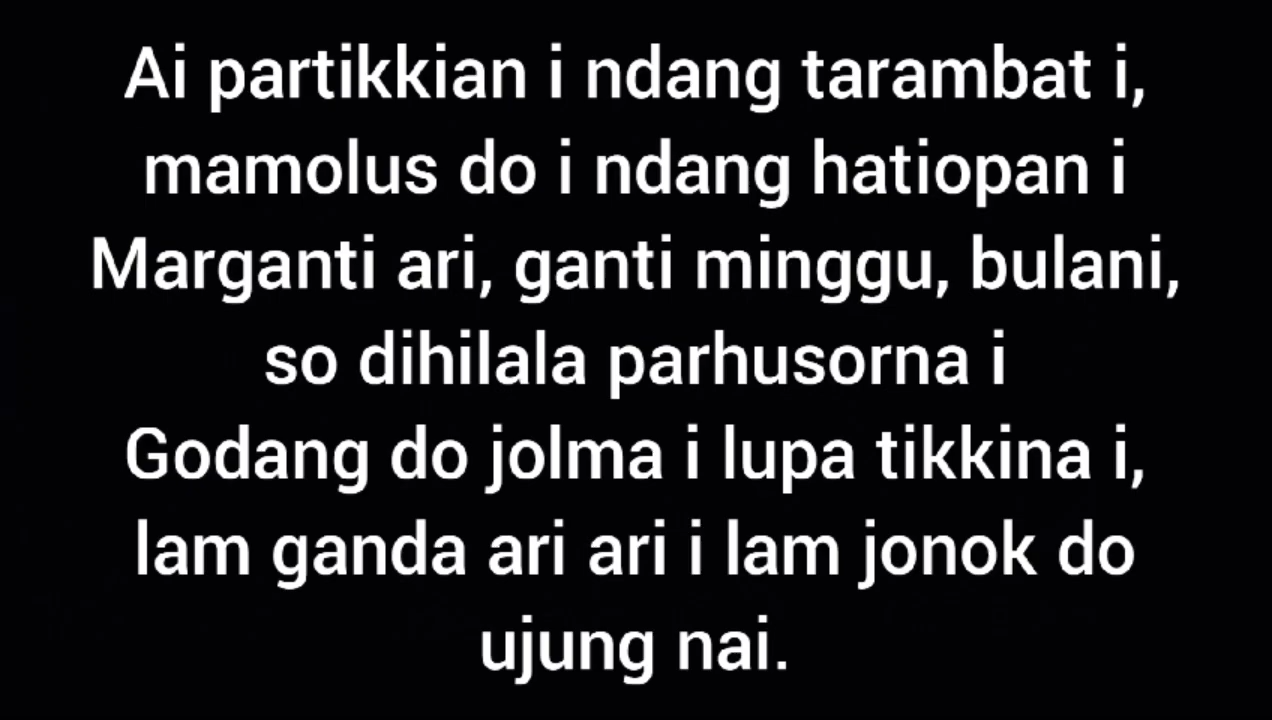 Ai partikkian i ndang tarambat i,
mamolus do i ndang hatiopan i
Marganti ari, ganti minggu, bulani,
so dihilala parhusorna i
Godang do jolma i lupa tikkina i,
lam ganda ari ari i lam jonok do
ujung nai.